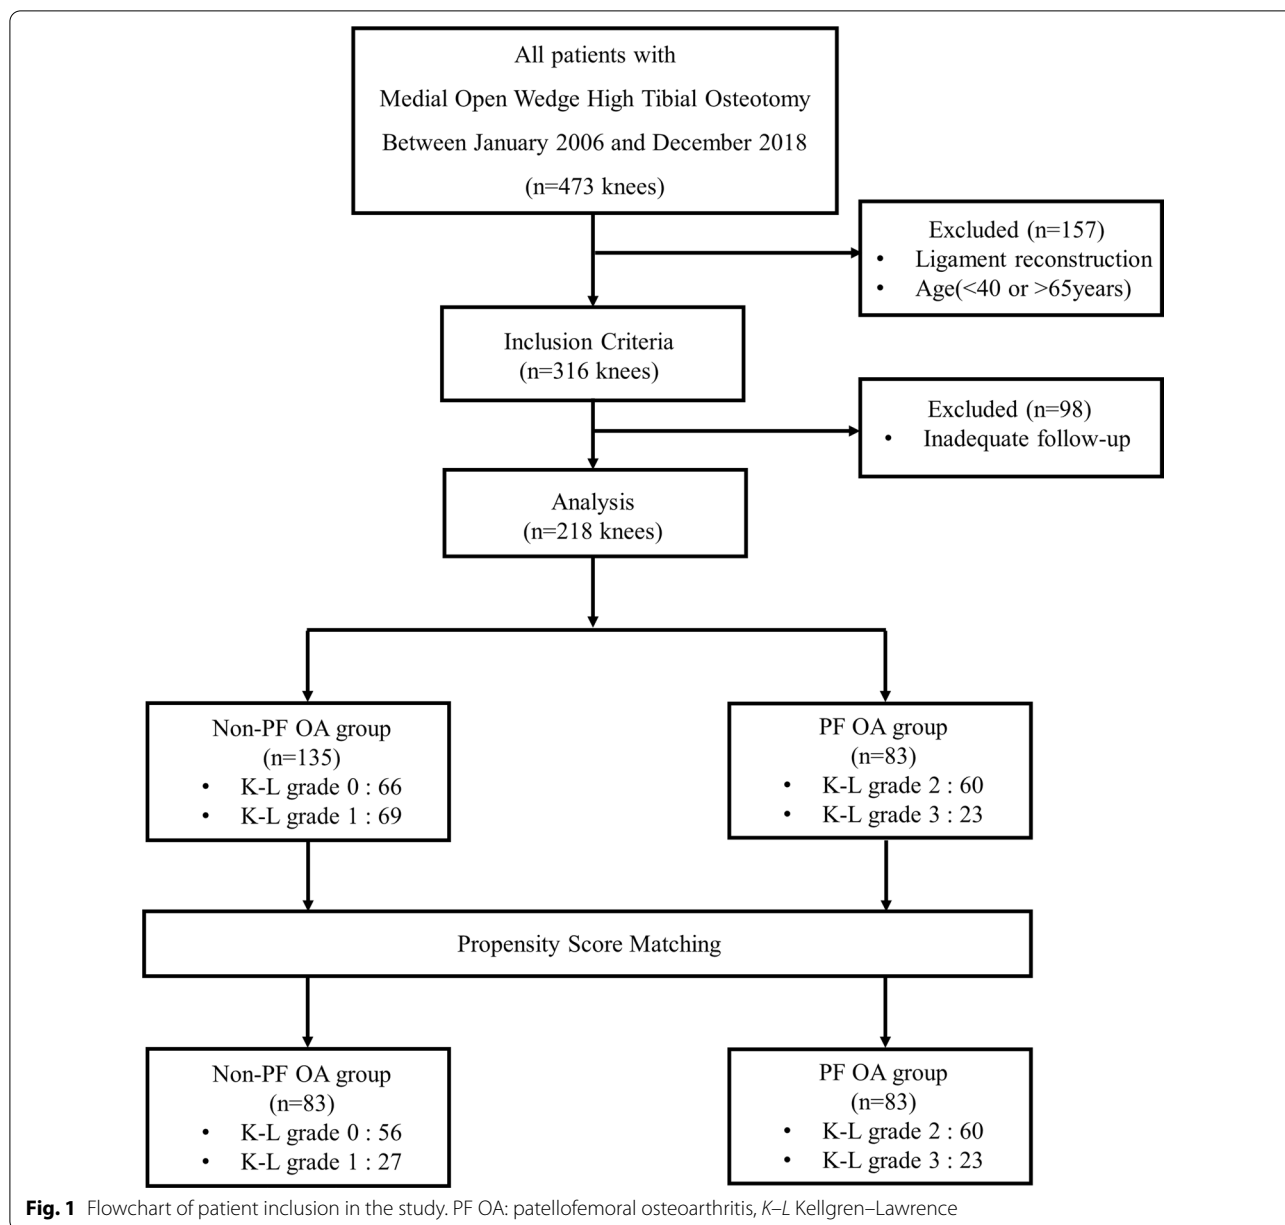 All patients with
Medial Open Wedge High Tibial Osteotomy
Between January 2006 and December 2018
(n=473 knees)
Excluded (n=157)
• Ligament reconstruction
• Age(<40 or >65years)
Inclusion Criteria
(n=316 knees)
Excluded (n=98)
• Inadequate follow-up
Analysis
(n=218 knees)
Non-PF OA group
(n=135)
• K-L grade 0 : 66
• K-L grade 1 : 69
PF OA group
(n=83)
• K-L grade 2 : 60
• K-L grade 3 : 23
Propensity Score Matching
Non-PF OA group
(n=83)
• K-L grade 0 : 56
• K-L grade 1 : 27
PF OA group
(n=83)
• K-L grade 2 : 60
• K-L grade 3 : 23
Fig. 1 Flowchart of patient inclusion in the study. PF OA: patellofemoral osteoarthritis, K–L Kellgren–Lawrence